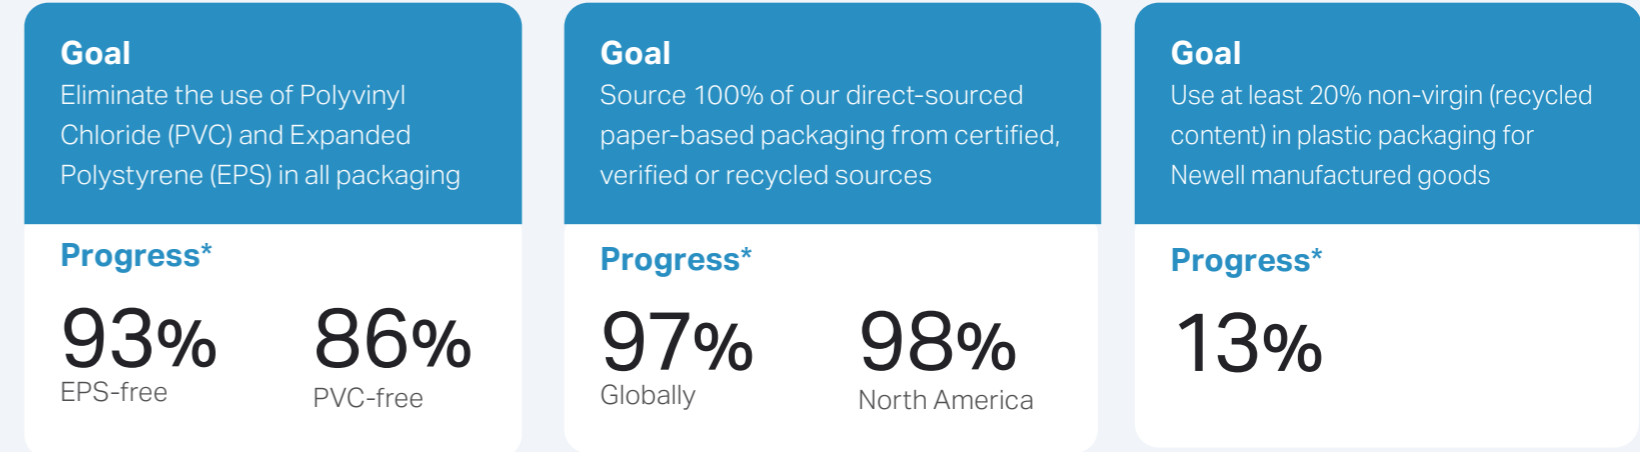 Goal
Eliminate the use of Polyvinyl
Chloride (PVC) and Expanded
Polystyrene (EPS) in all packaging
Progress*
93%
EPS-free
86%
PVC-free
Goal
Source 100% of our direct-sourced
paper-based packaging from certified,
verified or recycled sources
Progress*
97%
Globally
98%
North America
Goal
Use at least 20% non-virgin (recycled
content) in plastic packaging for
Newell manufactured goods
Progress*
13%